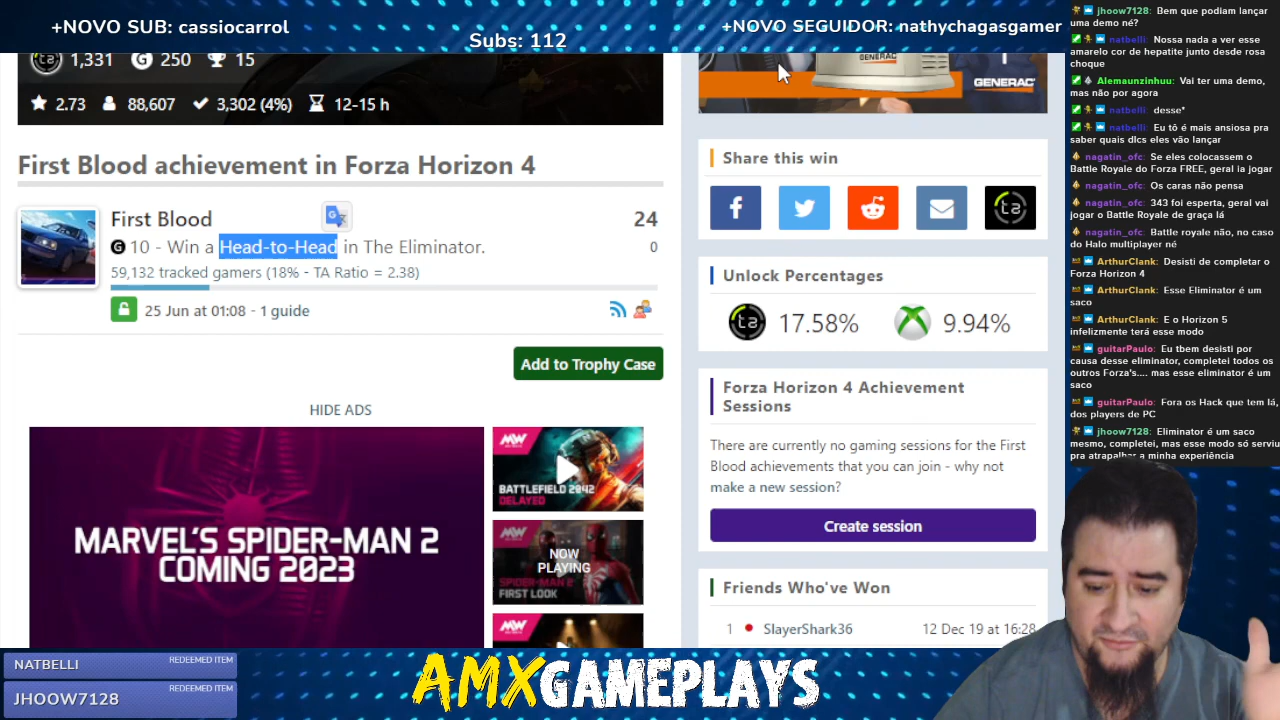 +NOVO SUB: cassiocarrol
Subs: 112
+NOVO SEGUIDOR: nathychagasgamer
1,331
G 250
15
2.73
88,607
3,302 (4%)
12-15 h
First Blood achievement in Forza Horizon 4
First Blood
24
G 10 - Win a Head-to-Head in The Eliminator.
0
59,132 tracked gamers (18% - TA Ratio = 2.38)
25 Jun at 01:08 - 1 guide
Add to Trophy Case
HIDE ADS
MARVEL'S SPIDER-MAN 2
COMING 2023
MW
BATTLEFIELD 2042
DELAYED
MW
NOW
PLAYING
SPIDER-MAN 2
FIRST LOOK
MW
GENERAC
GENERAC
Share this win
Unlock Percentages
17.58%
9.94%
Forza Horizon 4 Achievement
Sessions
There are currently no gaming sessions for the First
Blood achievements that you can join - why not
make a new session?
Create session
Friends Who've Won
1 SlayerShark36
12 Dec 19 at 16:28
jhoow7128: Bem que podiam lançar
uma demo né?
natbelli: Nossa nada a ver esse
amarelo cor de hepatite junto desde rosa
choque
Alemaunzinhuu: Vai ter uma demo,
mas não por agora
natbelli: desse*
natbelli: Eu tô é mais ansiosa pra
saber quais dlcs eles vão lançar
nagatin_ofc: Se eles colocassem o
Battle Royale do Forza FREE, geral ia jogar
nagatin_ofc: Os caras não pensa
nagatin_ofc: 343 foi esperta, geral vai
jogar o Battle Royale de graça lá
nagatin_ofc: Battle royale não, no caso
do Halo multiplayer né
ArthurClank: Desisti de completar o
Forza Horizon 4
ArthurClank: Esse Eliminator é um
saco
ArthurClank: E o Horizon 5
infelizmente terá esse modo
guitarPaulo: Eu tbem desisti por
causa desse eliminator, completei todos os
outros Forza's.... mas esse eliminator é um
saco
guitarPaulo: Fora os Hack que tem lá,
dos players de PC
jhoow7128: Eliminator é um saco
mesmo, completei, mas esse modo só serviu
pra atrapalhar a minha experiência
NATBELLI
REDEEMED ITEM
JHOOW7128
REDEEMED ITEM
AMXGAMEPLAYS